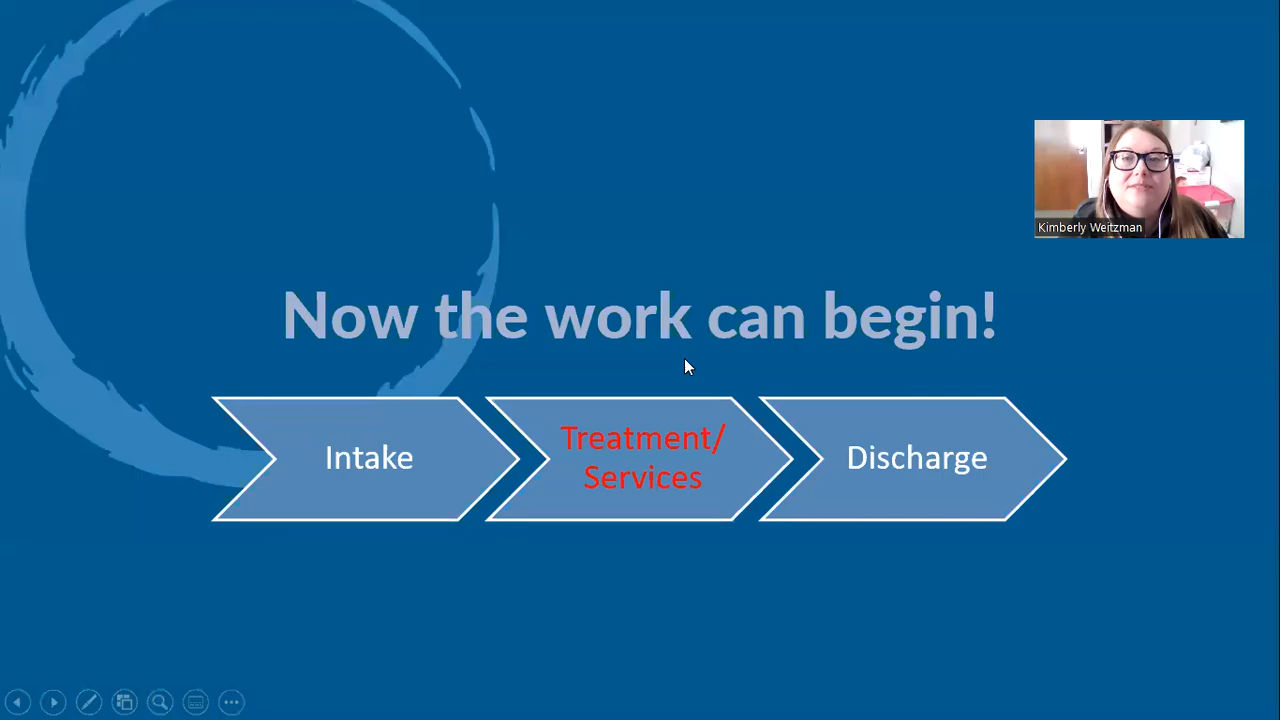 Kimberly Weitzman
Now the work can begin!
Intake
Treatment/
Services
Discharge